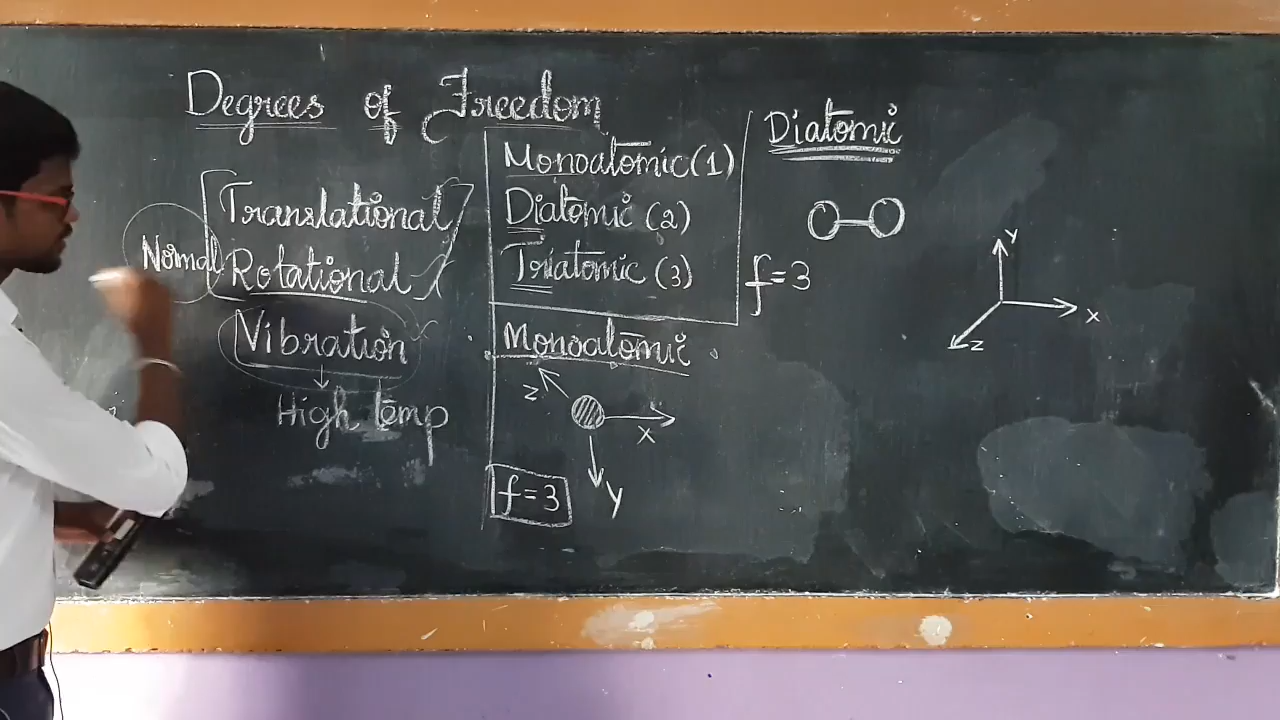 Degrees of Freedom
Translational
Normal
Rotational
Vibration
High temp
Monoatomic (1)
Diatomic (2)
Triatomic (3)
Monoatomic
Z
X
Y
f=3
Diatomic
f=3
Y
X
Z